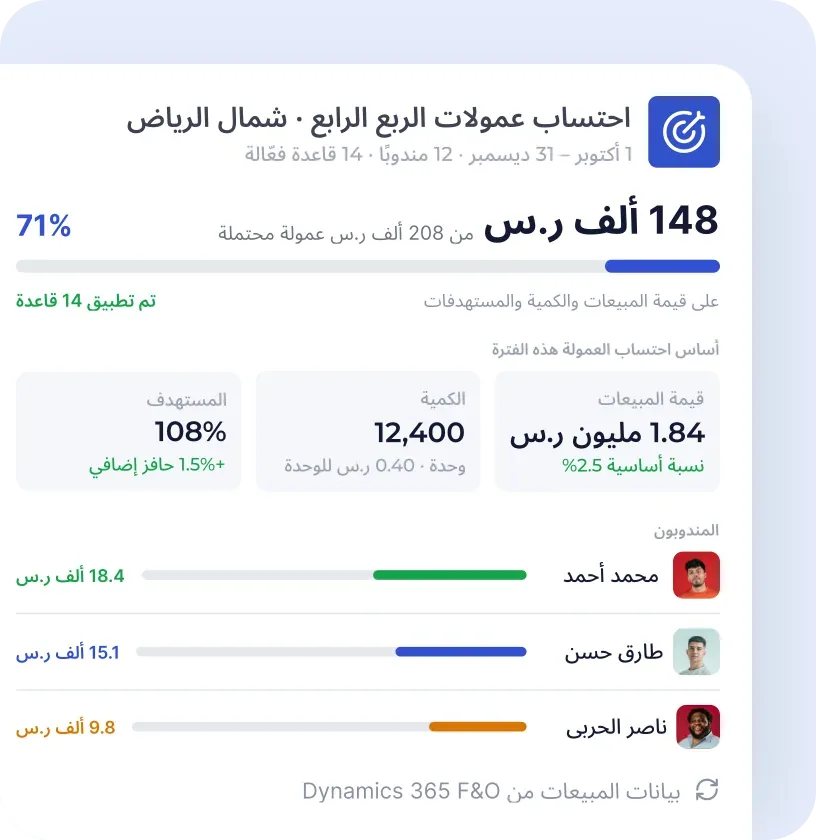 احتساب عمولات الربع الرابع · شمال الرياض
1 أكتوبر – 31 ديسمبر · 12 مندوبًا · 14 قاعدة فعّالة
148 ألف ر.س من 208 ألف ر.س عمولة محتملة
71%
على قيمة المبيعات والكمية والمستهدفات
تم تطبيق 14 قاعدة
أساس احتساب العمولة هذه الفترة
قيمة المبيعات
1.84 مليون ر.س
نسبة أساسية 2.5%
الكمية
12,400
وحدة · 0.40 ر.س للوحدة
المستهدف
108%
+1.5% حافز إضافي
المندوبون
محمد أحمد
18.4 ألف ر.س
طارق حسن
15.1 ألف ر.س
ناصر الحربى
9.8 ألف ر.س
بيانات المبيعات من Dynamics 365 F&O